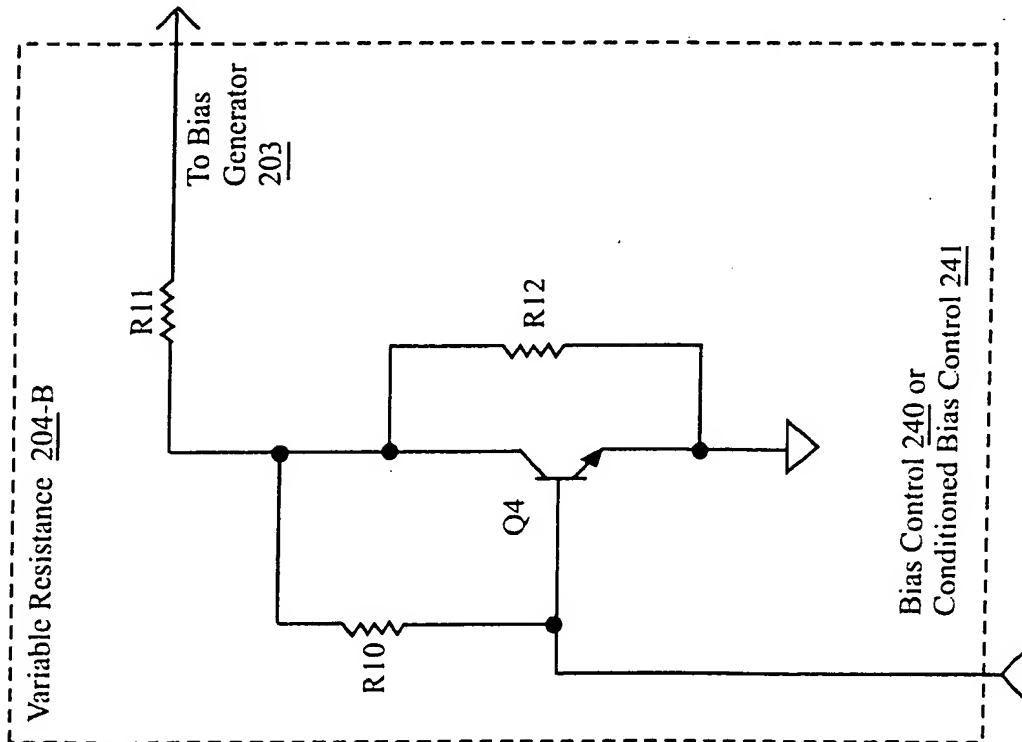 Variable Resistance 204-B
R11
To Bias
Generator
203
R10
Q4
R12
Bias Control 240 or
Conditioned Bias Control 241